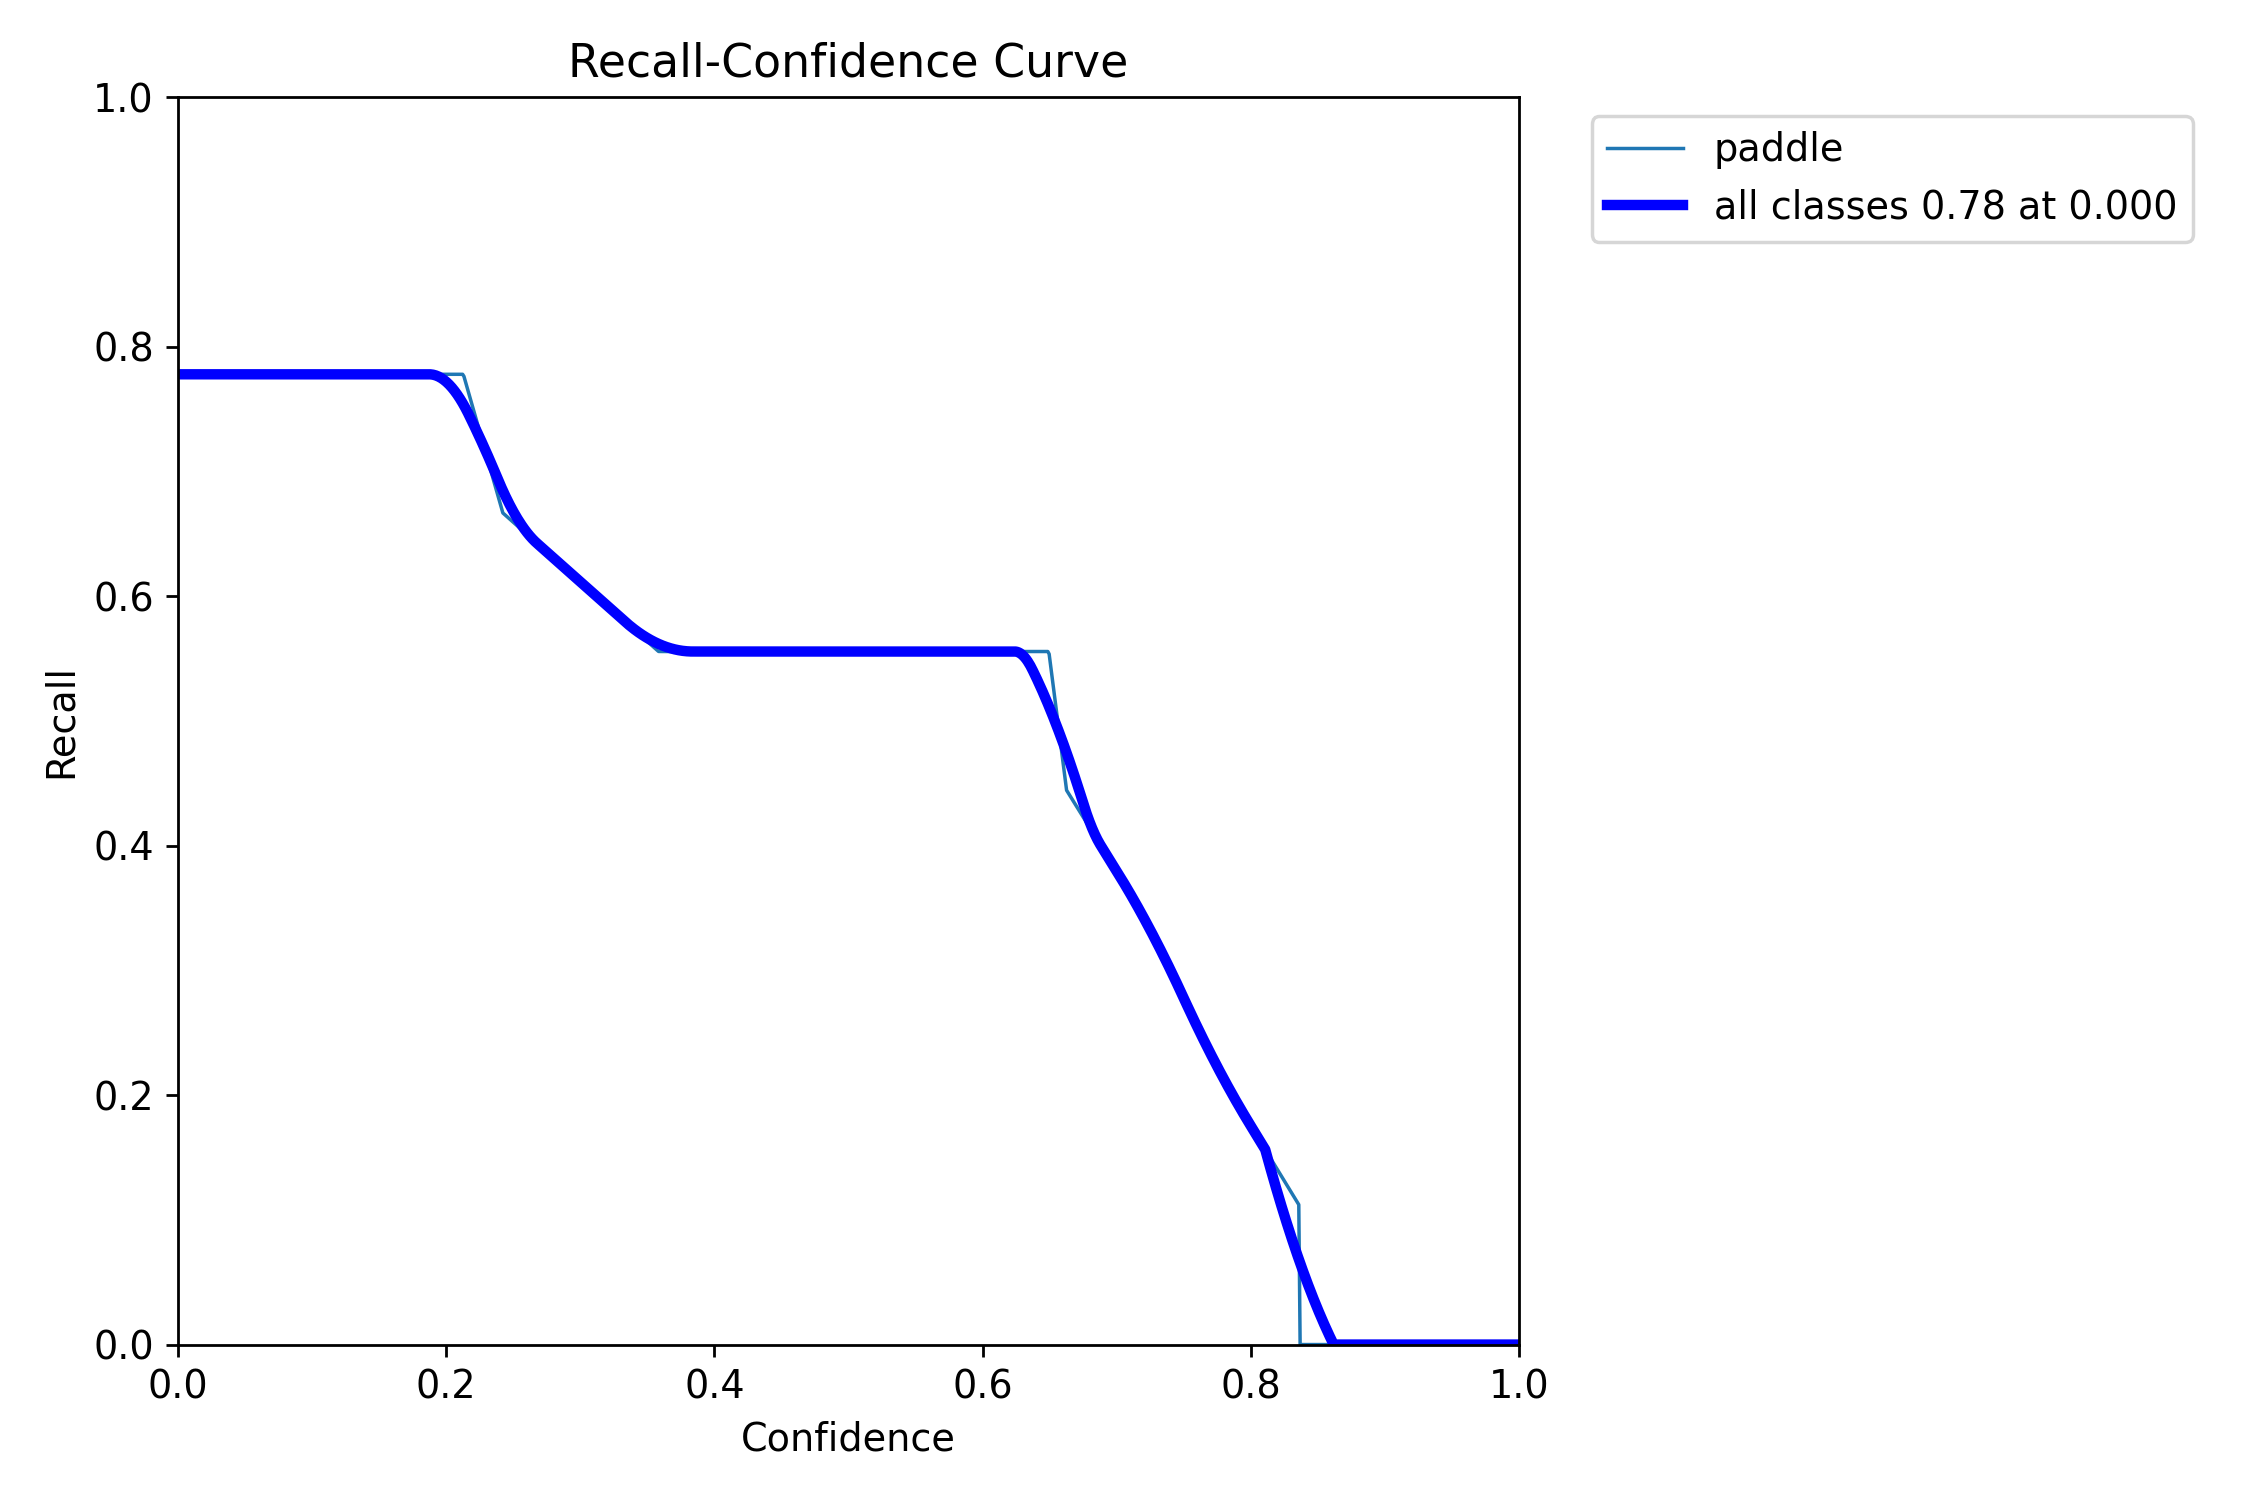 Recall-Confidence Curve
1.0
0.8
0.6
0.4
0.2
0.0
Recall
0.0 0.2 0.4 0.6 0.8 1.0
Confidence
paddle
all classes 0.78 at 0.000